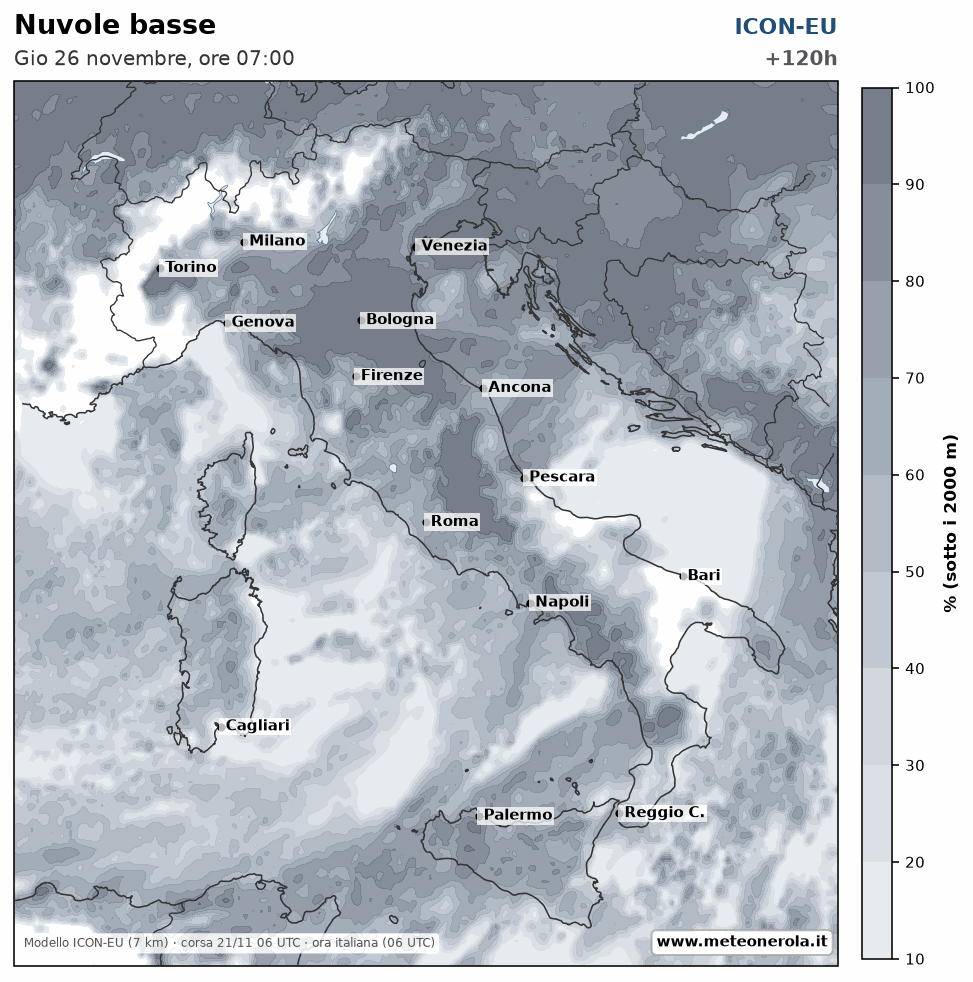 Nuvole basse
ICON-EU
Gio 26 novembre, ore 07:00
+120h
100
90
80
70
60
50
40
30
20
10
% (sotto i 2000 m)
Milano
Venezia
Torino
Genova
Bologna
Firenze
Ancona
Pescara
Roma
Bari
Napoli
Cagliari
Palermo
Reggio C.
Modello ICON-EU (7 km) · corsa 21/11 06 UTC · ora italiana (06 UTC)
www.meteonerola.it